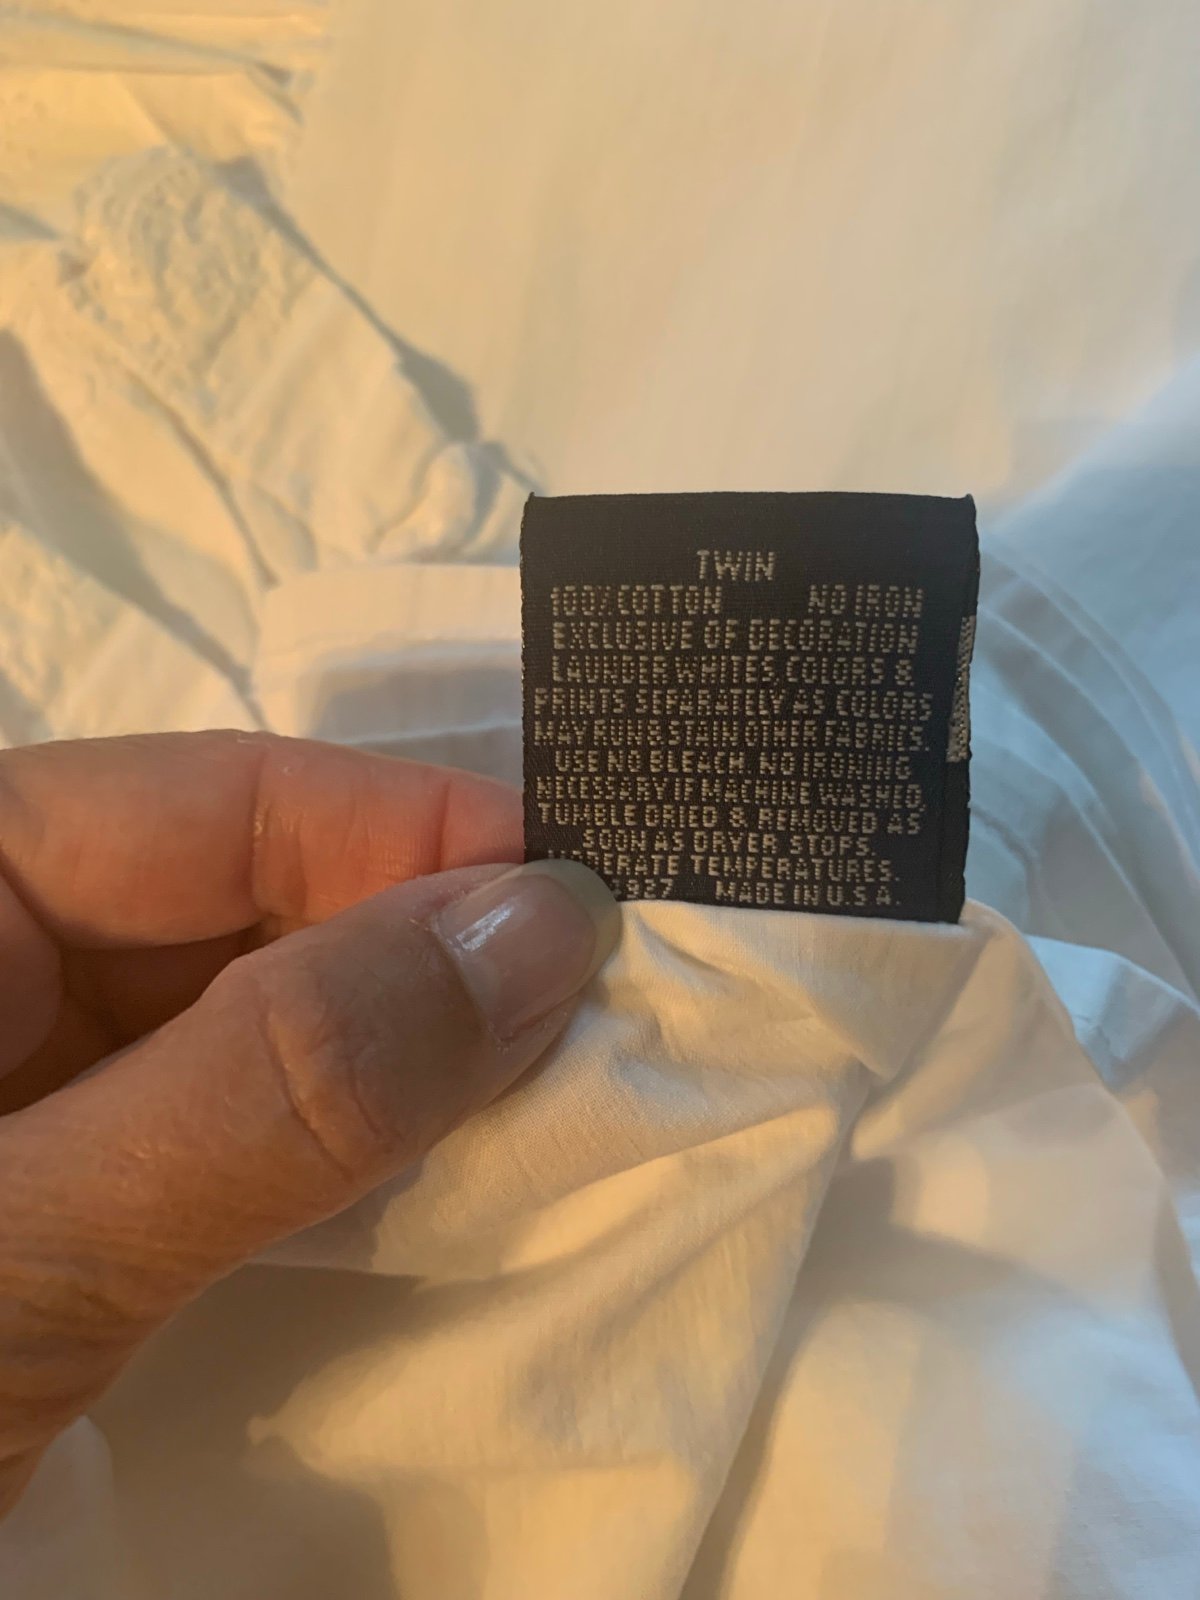 TWIN
100% COTTON NO IRON
EXCLUSIVE OF DECORATION
LAUNDER WHITES, COLORS &
PRINTS SEPARATELY AS COLORS
MAY RUN & STAIN OTHER FABRICS.
USE NO BLEACH. NO IRONING
NECESSARY IF MACHINE WASHED,
TUMBLE DRIED & REMOVED AS
SOON AS DRYER STOPS.
MODERATE TEMPERATURES.
927 MADE IN U.S.A.